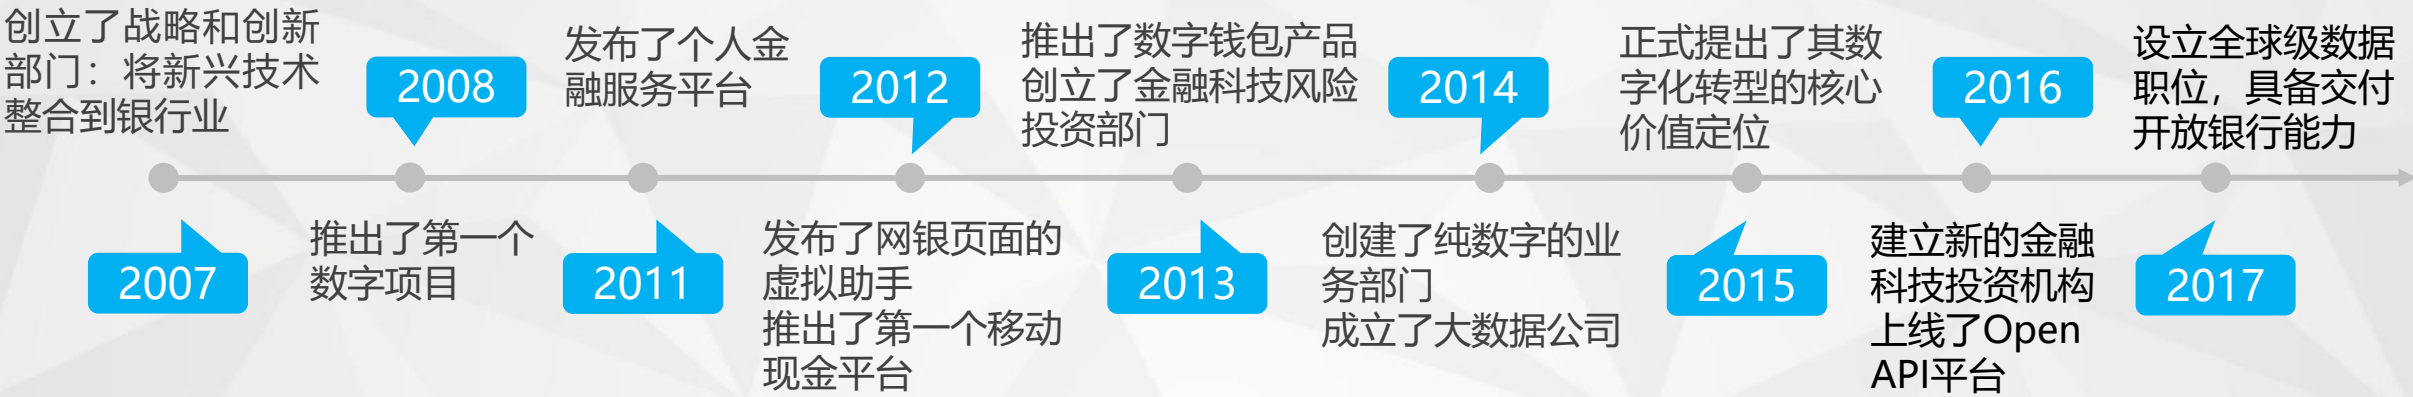 创立了战略和创新
部门：将新兴技术
整合到银行业
2007
2008
推出了第一个
数字项目
发布了个人金
融服务平台
2011
2012
发布了网银页面的
虚拟助手
推出了第一个移动
现金平台
推出了数字钱包产品
创立了金融科技风险
投资部门
2013
2014
创建了纯数字的业
务部门
成立了大数据公司
正式提出了其数
字化转型的核心
价值定位
2015
2016
建立新的金融
科技投资机构
上线了Open
API平台
设立全球级数据
职位，具备交付
开放银行能力
2017